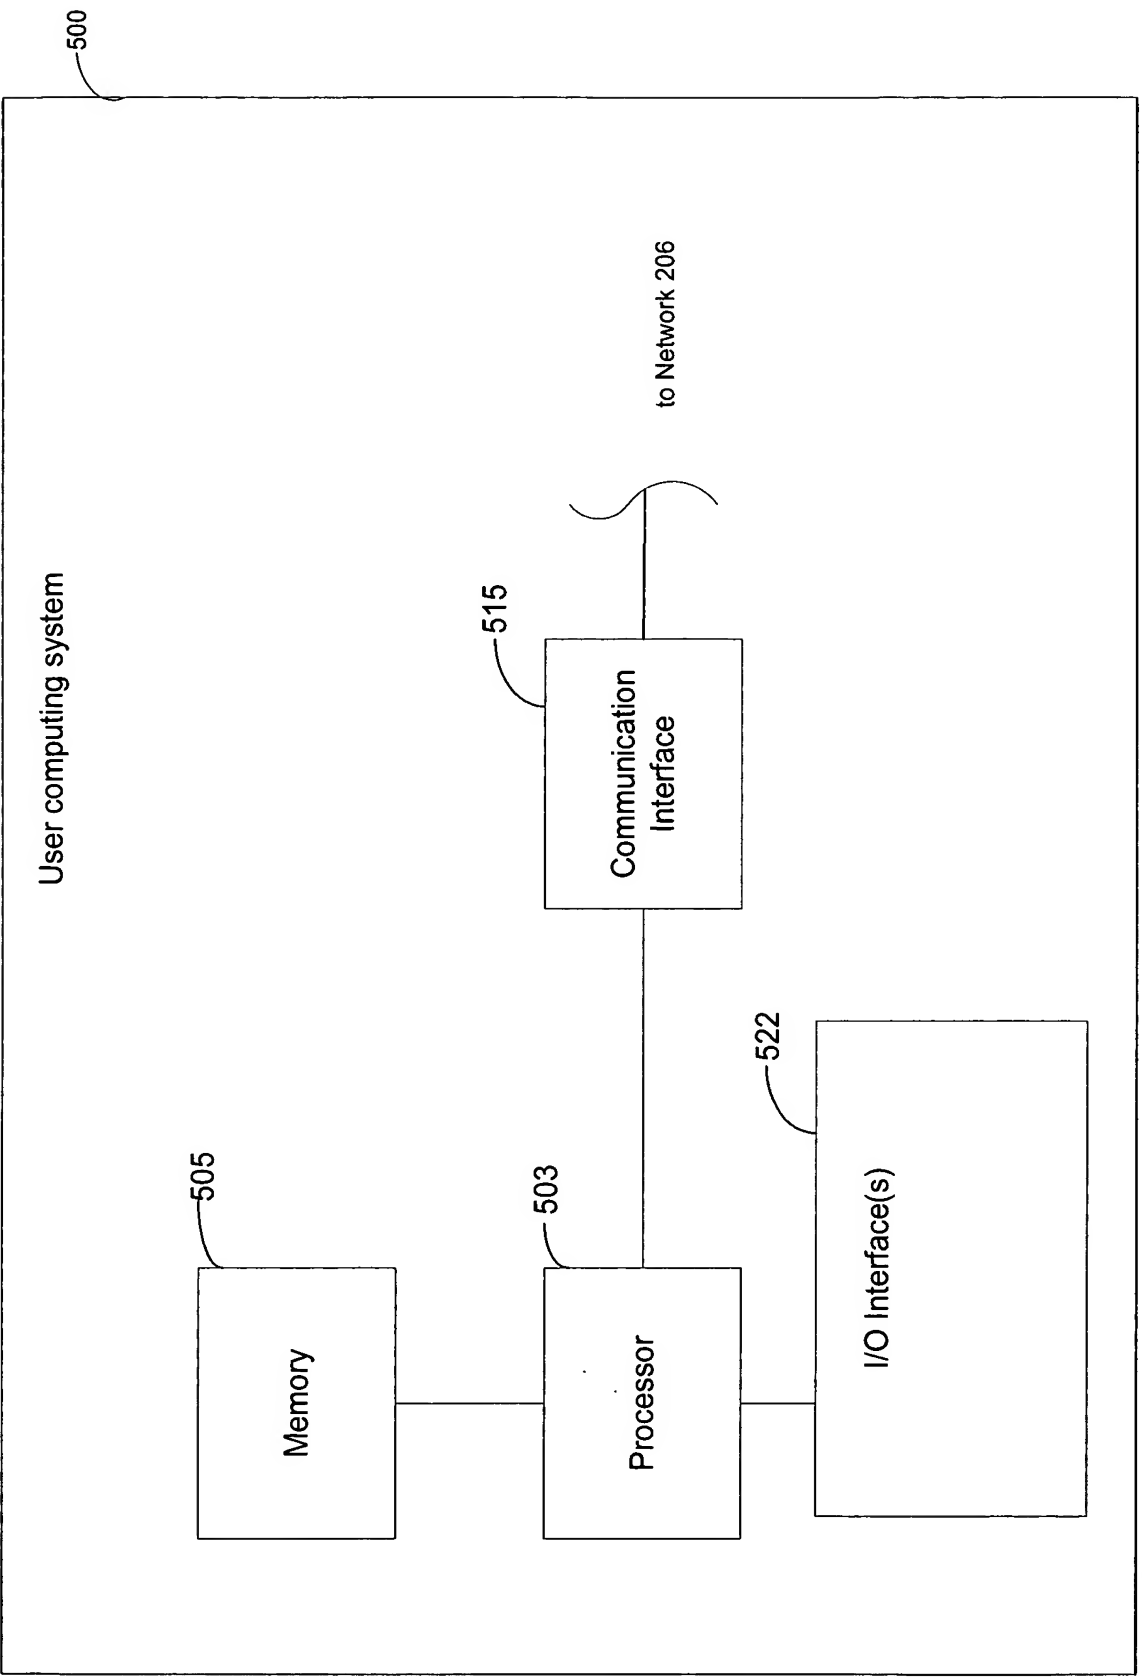 500
User computing system
505
Memory
503
Processor
515
Communication
Interface
to Network 206
522
I/O Interface(s)